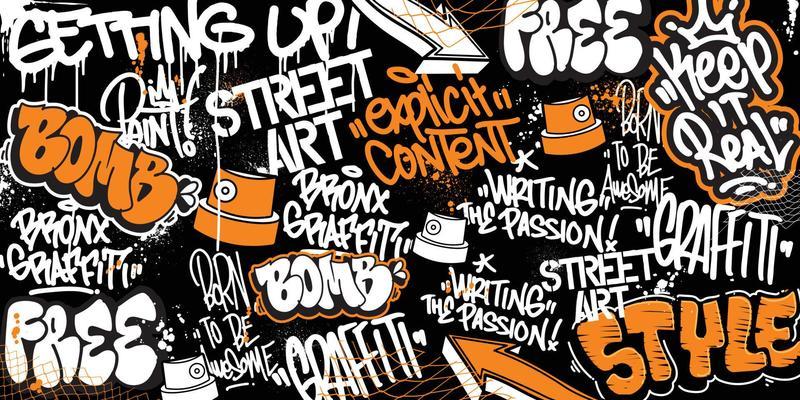 GETTING UP!
FREE
"KEEP
IT
REAL"
MY
PAINT!
STREET
ART
"EXPLICIT"
CONTENT
BOMB
BORN
TO BE
AWESOME
BRONX
GRAFFITI
"WRITING"
THE PASSION!
"GRAFFITI"
BRONX
GRAFFITI"
BORN
TO BE
AWESOME
BOMB
"WRITING"
THE PASSION!
STREET
ART
FREE
"GRAFFITI"
STYLE